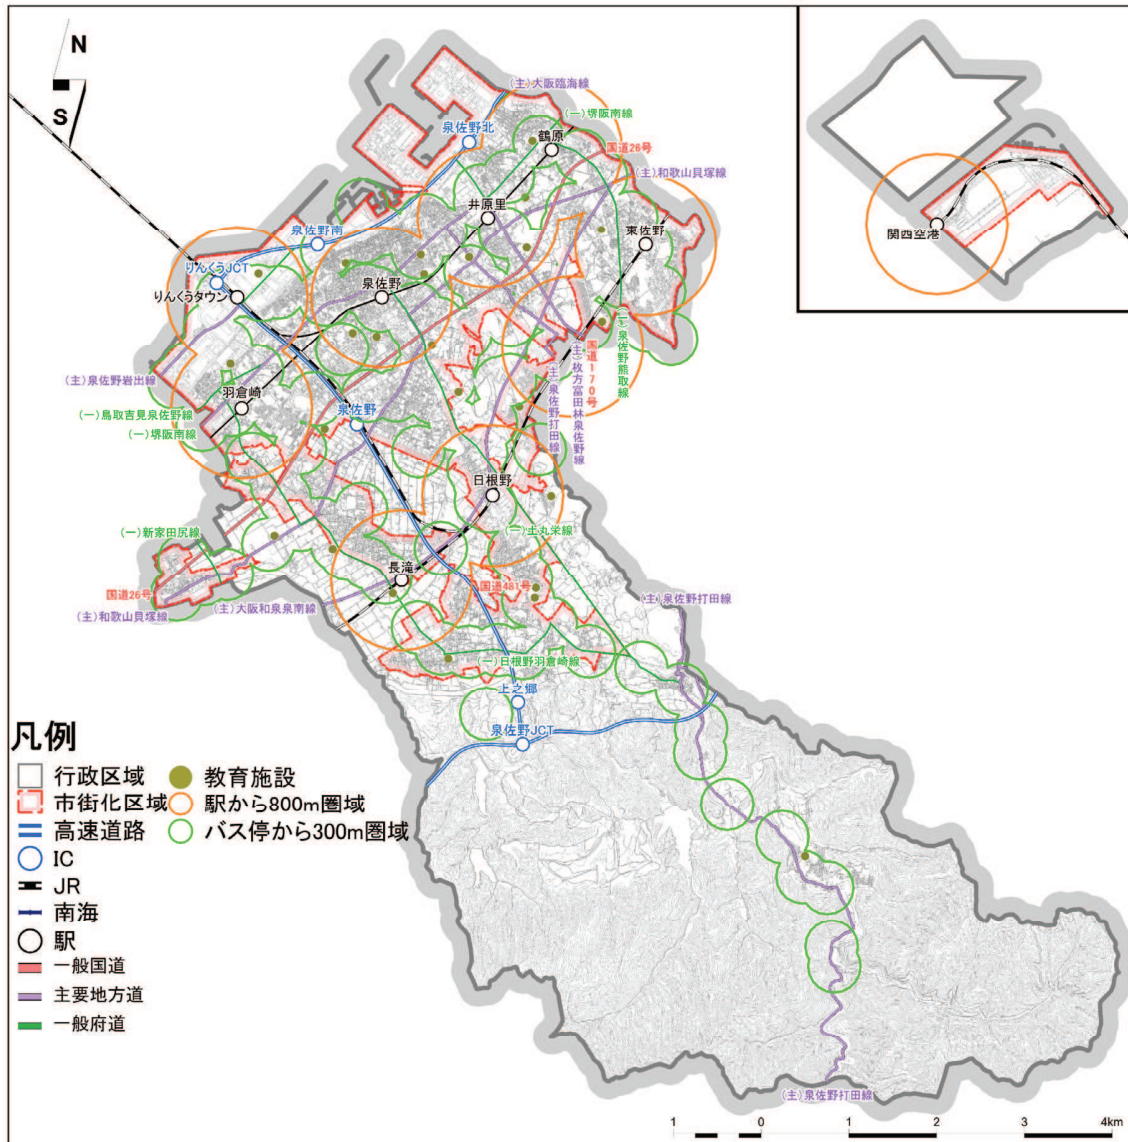 N
S
(主)大阪臨海線
(一)堺阪南線
泉佐野北
鶴原
国道26号
(主)和歌山貝塚線
井原里
泉佐野南
東佐野
関西空港
りんくうJCT
りんくうタウン
泉佐野
(一)泉佐野熊取線
国道170号
(主)枚方富田林泉佐野線
(主)泉佐野打田線
(主)泉佐野岩出線
羽倉崎
(一)鳥取吉見泉佐野線
泉佐野
(一)堺阪南線
日根野
(一)新家田尻線
(一)土丸栄線
長滝
国道481号
国道26号
(主)大阪和泉泉南線
(主)和歌山貝塚線
(主)泉佐野打田線
(一)日根野羽倉崎線
上之郷
泉佐野JCT
凡例
行政区域
教育施設
市街化区域
駅から800m圏域
高速道路
バス停から300m圏域
IC
JR
南海
駅
一般国道
主要地方道
一般府道
(主)泉佐野打田線
1 0 1 2 3 4km